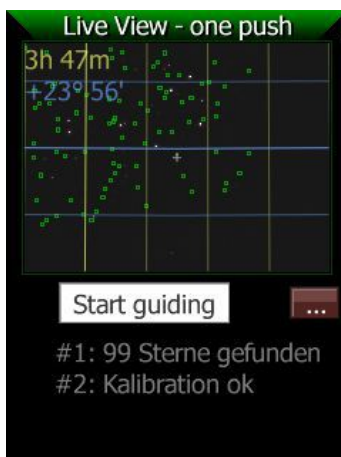 Live View - one push
3h 47m
+23° 56'
Start guiding
...
#1: 99 Sterne gefunden
#2: Kalibration ok